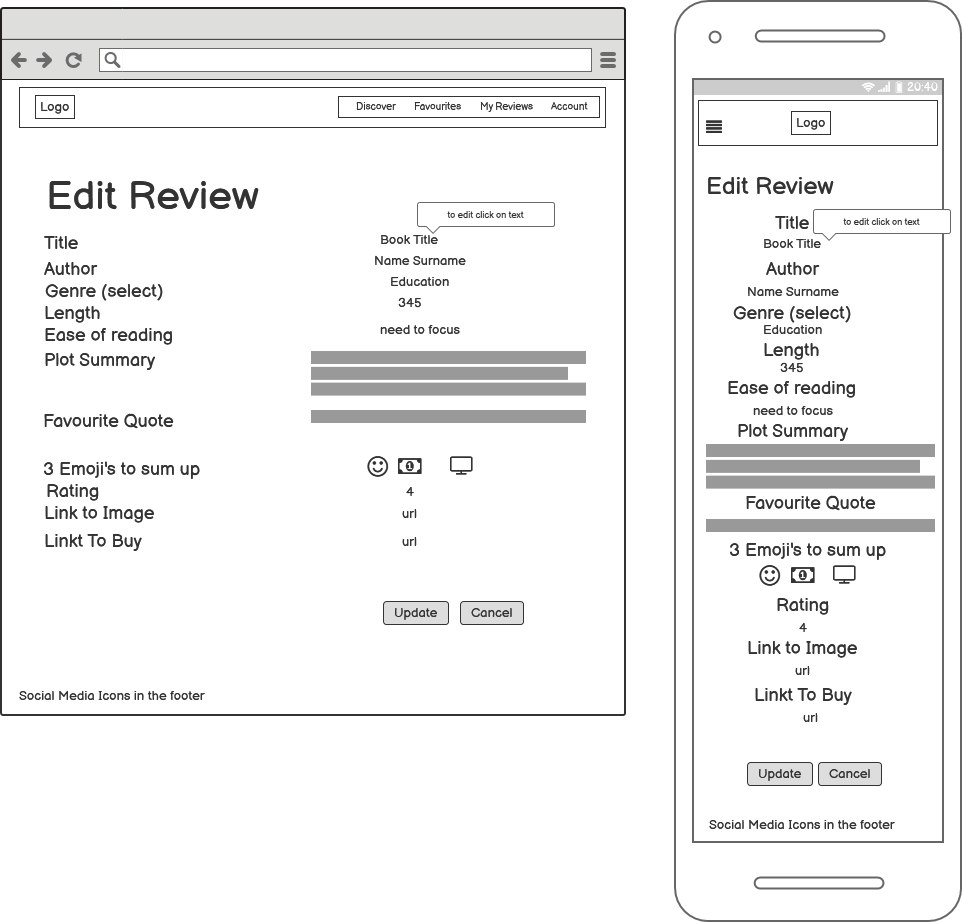 Logo
Discover Favourites My Reviews Account
Edit Review
to edit click on text
Title Book Title
Author Name Surname
Genre (select) Education
Length 345
Ease of reading need to focus
Plot Summary
Favourite Quote
3 Emoji's to sum up
Rating 4
Link to Image url
Linkt To Buy url
Update Cancel
Social Media Icons in the footer
20:40
Logo
Edit Review
Title
to edit click on text
Book Title
Author
Name Surname
Genre (select)
Education
Length
345
Ease of reading
need to focus
Plot Summary
Favourite Quote
3 Emoji's to sum up
Rating
4
Link to Image
url
Linkt To Buy
url
Update Cancel
Social Media Icons in the footer